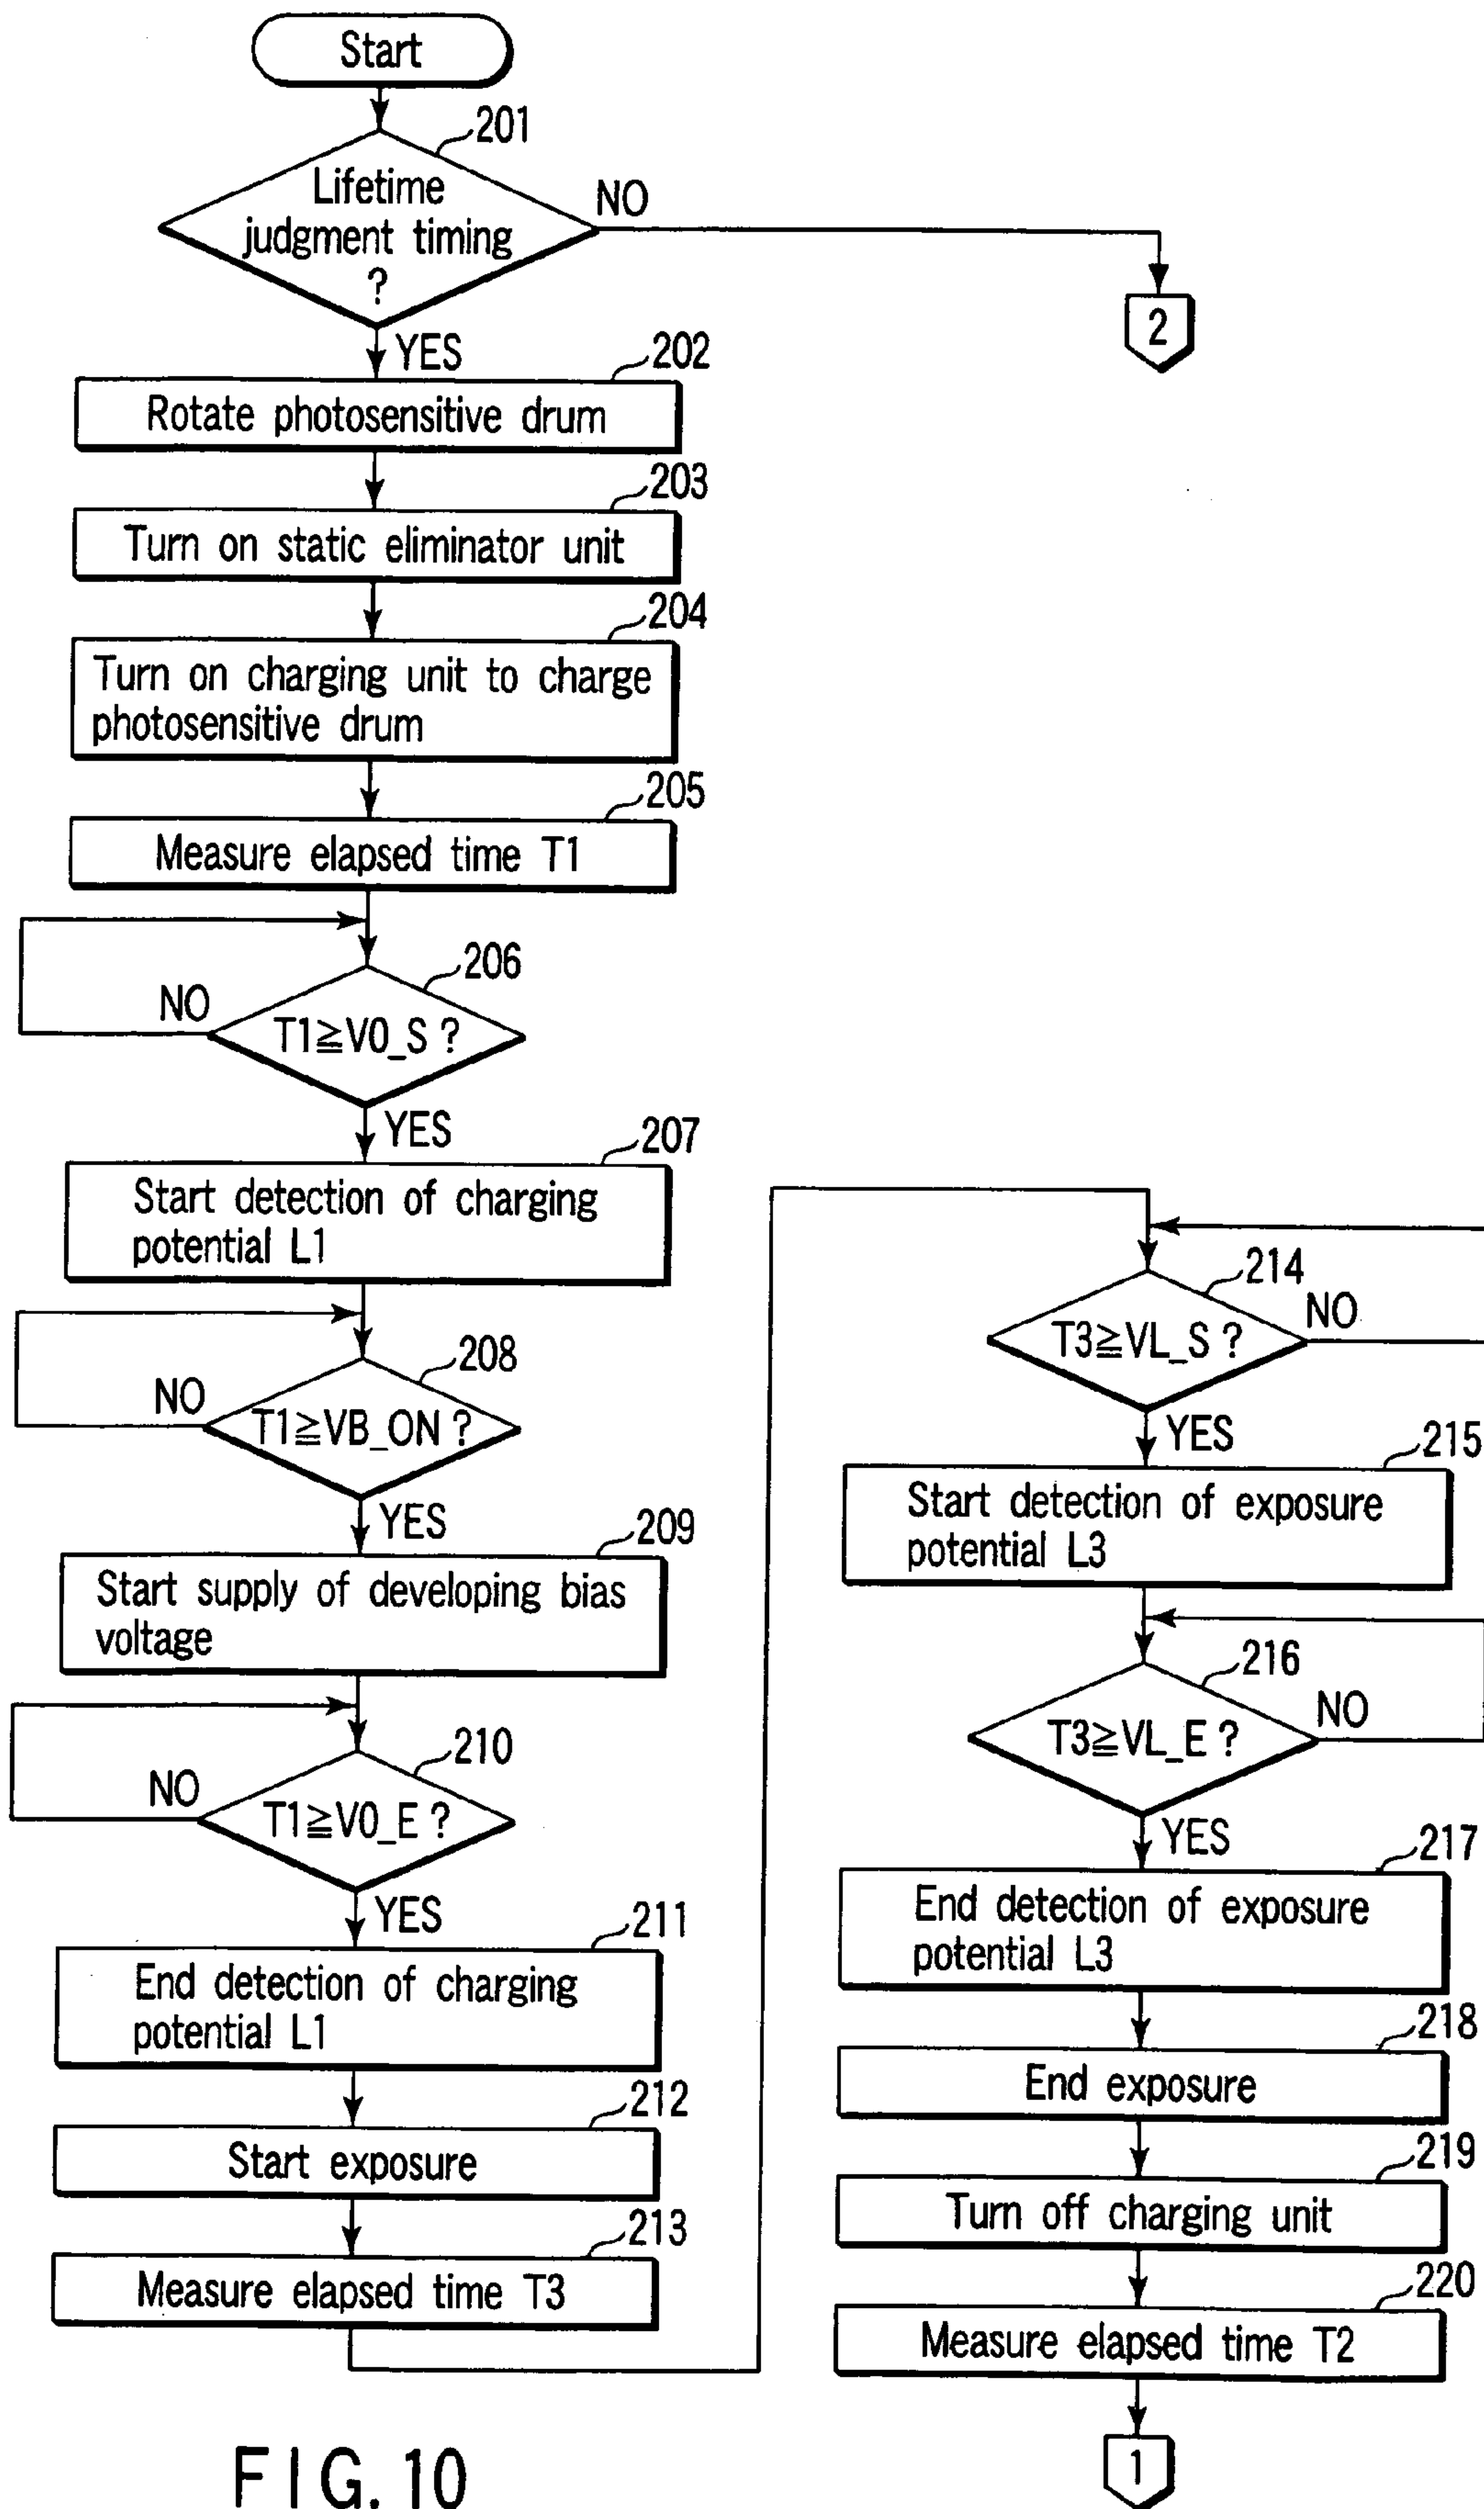 Start
201
Lifetime
judgment timing
?
NO
2
YES
202
Rotate photosensitive drum
203
Turn on static eliminator unit
204
Turn on charging unit to charge
photosensitive drum
205
Measure elapsed time T1
206
NO
T1≧V0_S ?
YES
207
Start detection of charging
potential L1
208
NO
T1≧VB_ON ?
YES
209
Start supply of developing bias
voltage
210
NO
T1≧V0_E ?
YES
211
End detection of charging
potential L1
212
Start exposure
213
Measure elapsed time T3
214
NO
T3≧VL_S ?
YES
215
Start detection of exposure
potential L3
216
NO
T3≧VL_E ?
YES
217
End detection of exposure
potential L3
218
End exposure
219
Turn off charging unit
220
Measure elapsed time T2
1
FIG. 10